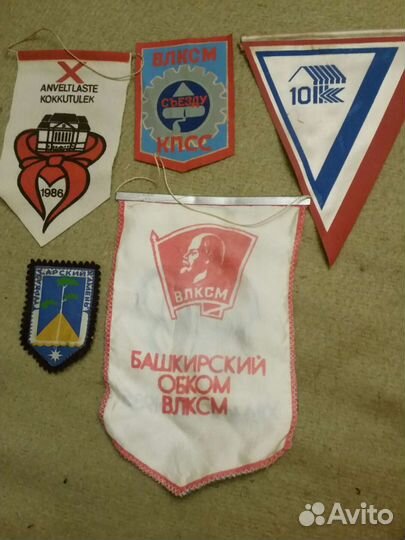 X
ANVELTLASTE
KOKKUTULEK
1986
ВЛКСМ
СЪЕЗДУ
КПСС
10
ВЛКСМ
БАШКИРСКИЙ
ОБКОМ
ВЛКСМ
Avito